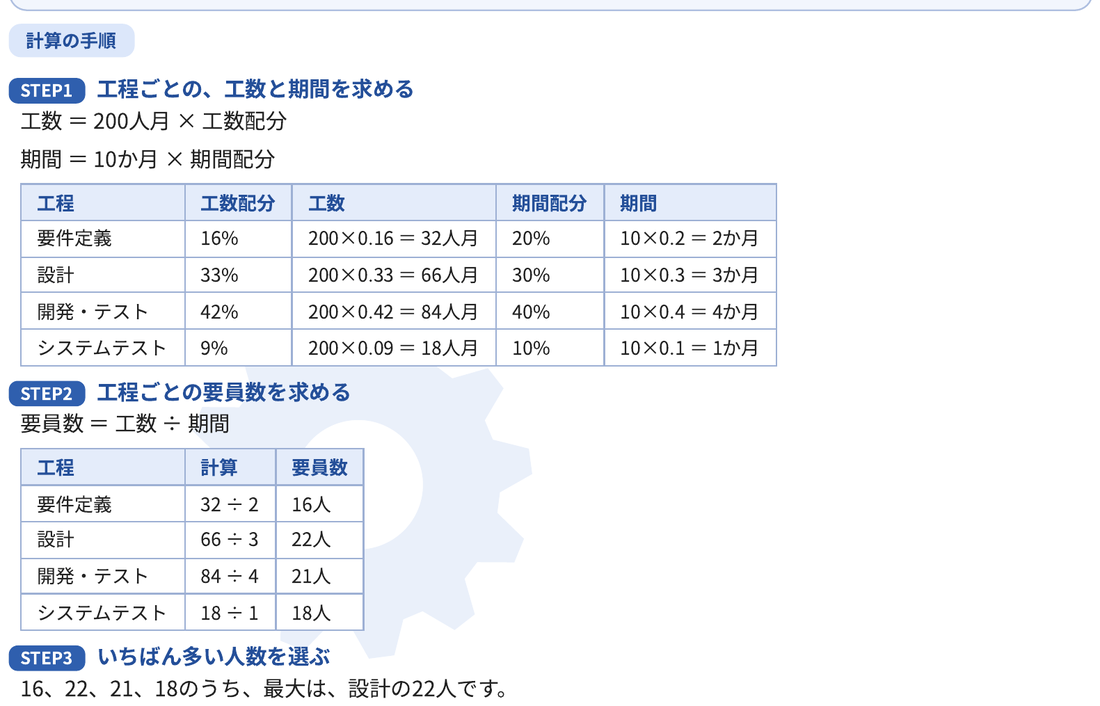 計算の手順
STEP1 工程ごとの、工数と期間を求める
工数 = 200人月 × 工数配分
期間 = 10か月 × 期間配分
工程 工数配分 工数 期間配分 期間
要件定義 16% 200×0.16 = 32人月 20% 10×0.2 = 2か月
設計 33% 200×0.33 = 66人月 30% 10×0.3 = 3か月
開発・テスト 42% 200×0.42 = 84人月 40% 10×0.4 = 4か月
システムテスト 9% 200×0.09 = 18人月 10% 10×0.1 = 1か月
STEP2 工程ごとの要員数を求める
要員数 = 工数 ÷ 期間
工程 計算 要員数
要件定義 32 ÷ 2 16人
設計 66 ÷ 3 22人
開発・テスト 84 ÷ 4 21人
システムテスト 18 ÷ 1 18人
STEP3 いちばん多い人数を選ぶ
16、22、21、18のうち、最大は、設計の22人です。